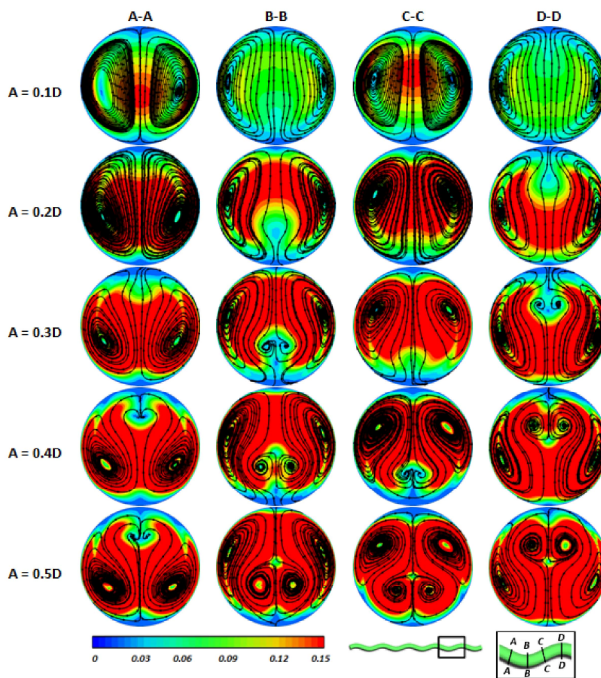 A-A B-B C-C D-D
A = 0.1D
A = 0.2D
A = 0.3D
A = 0.4D
A = 0.5D
0 0.03 0.06 0.09 0.12 0.15
A B C D
A B C D